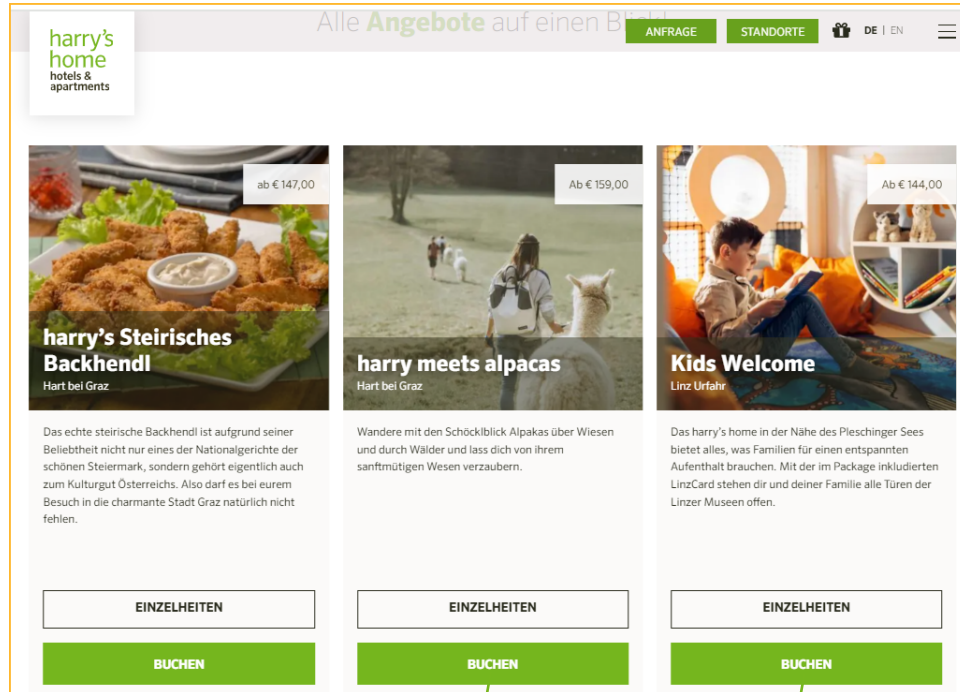 Alle Angebote auf einen Blick!
harry's
home
hotels &
apartments
ANFRAGE
STANDORTE
DE | EN
ab € 147,00
harry's Steirisches
Backhendl
Hart bei Graz
Das echte steirische Backhendl ist aufgrund seiner
Beliebtheit nicht nur eines der Nationalgerichte der
schönen Steiermark, sondern gehört eigentlich auch
zum Kulturgut Österreichs. Also darf es bei eurem
Besuch in die charmante Stadt Graz natürlich nicht
fehlen.
EINZELHEITEN
BUCHEN
Ab € 159,00
harry meets alpacas
Hart bei Graz
Wandere mit den Schöcklblick Alpakas über Wiesen
und durch Wälder und lass dich von ihrem
sanftmütigen Wesen verzaubern.
EINZELHEITEN
BUCHEN
Ab € 144,00
Kids Welcome
Linz Urfahr
Das harry's home in der Nähe des Pleschinger Sees
bietet alles, was Familien für einen entspannten
Aufenthalt brauchen. Mit der im Package inkludierten
LinzCard stehen dir und deiner Familie alle Türen der
Linzer Museen offen.
EINZELHEITEN
BUCHEN